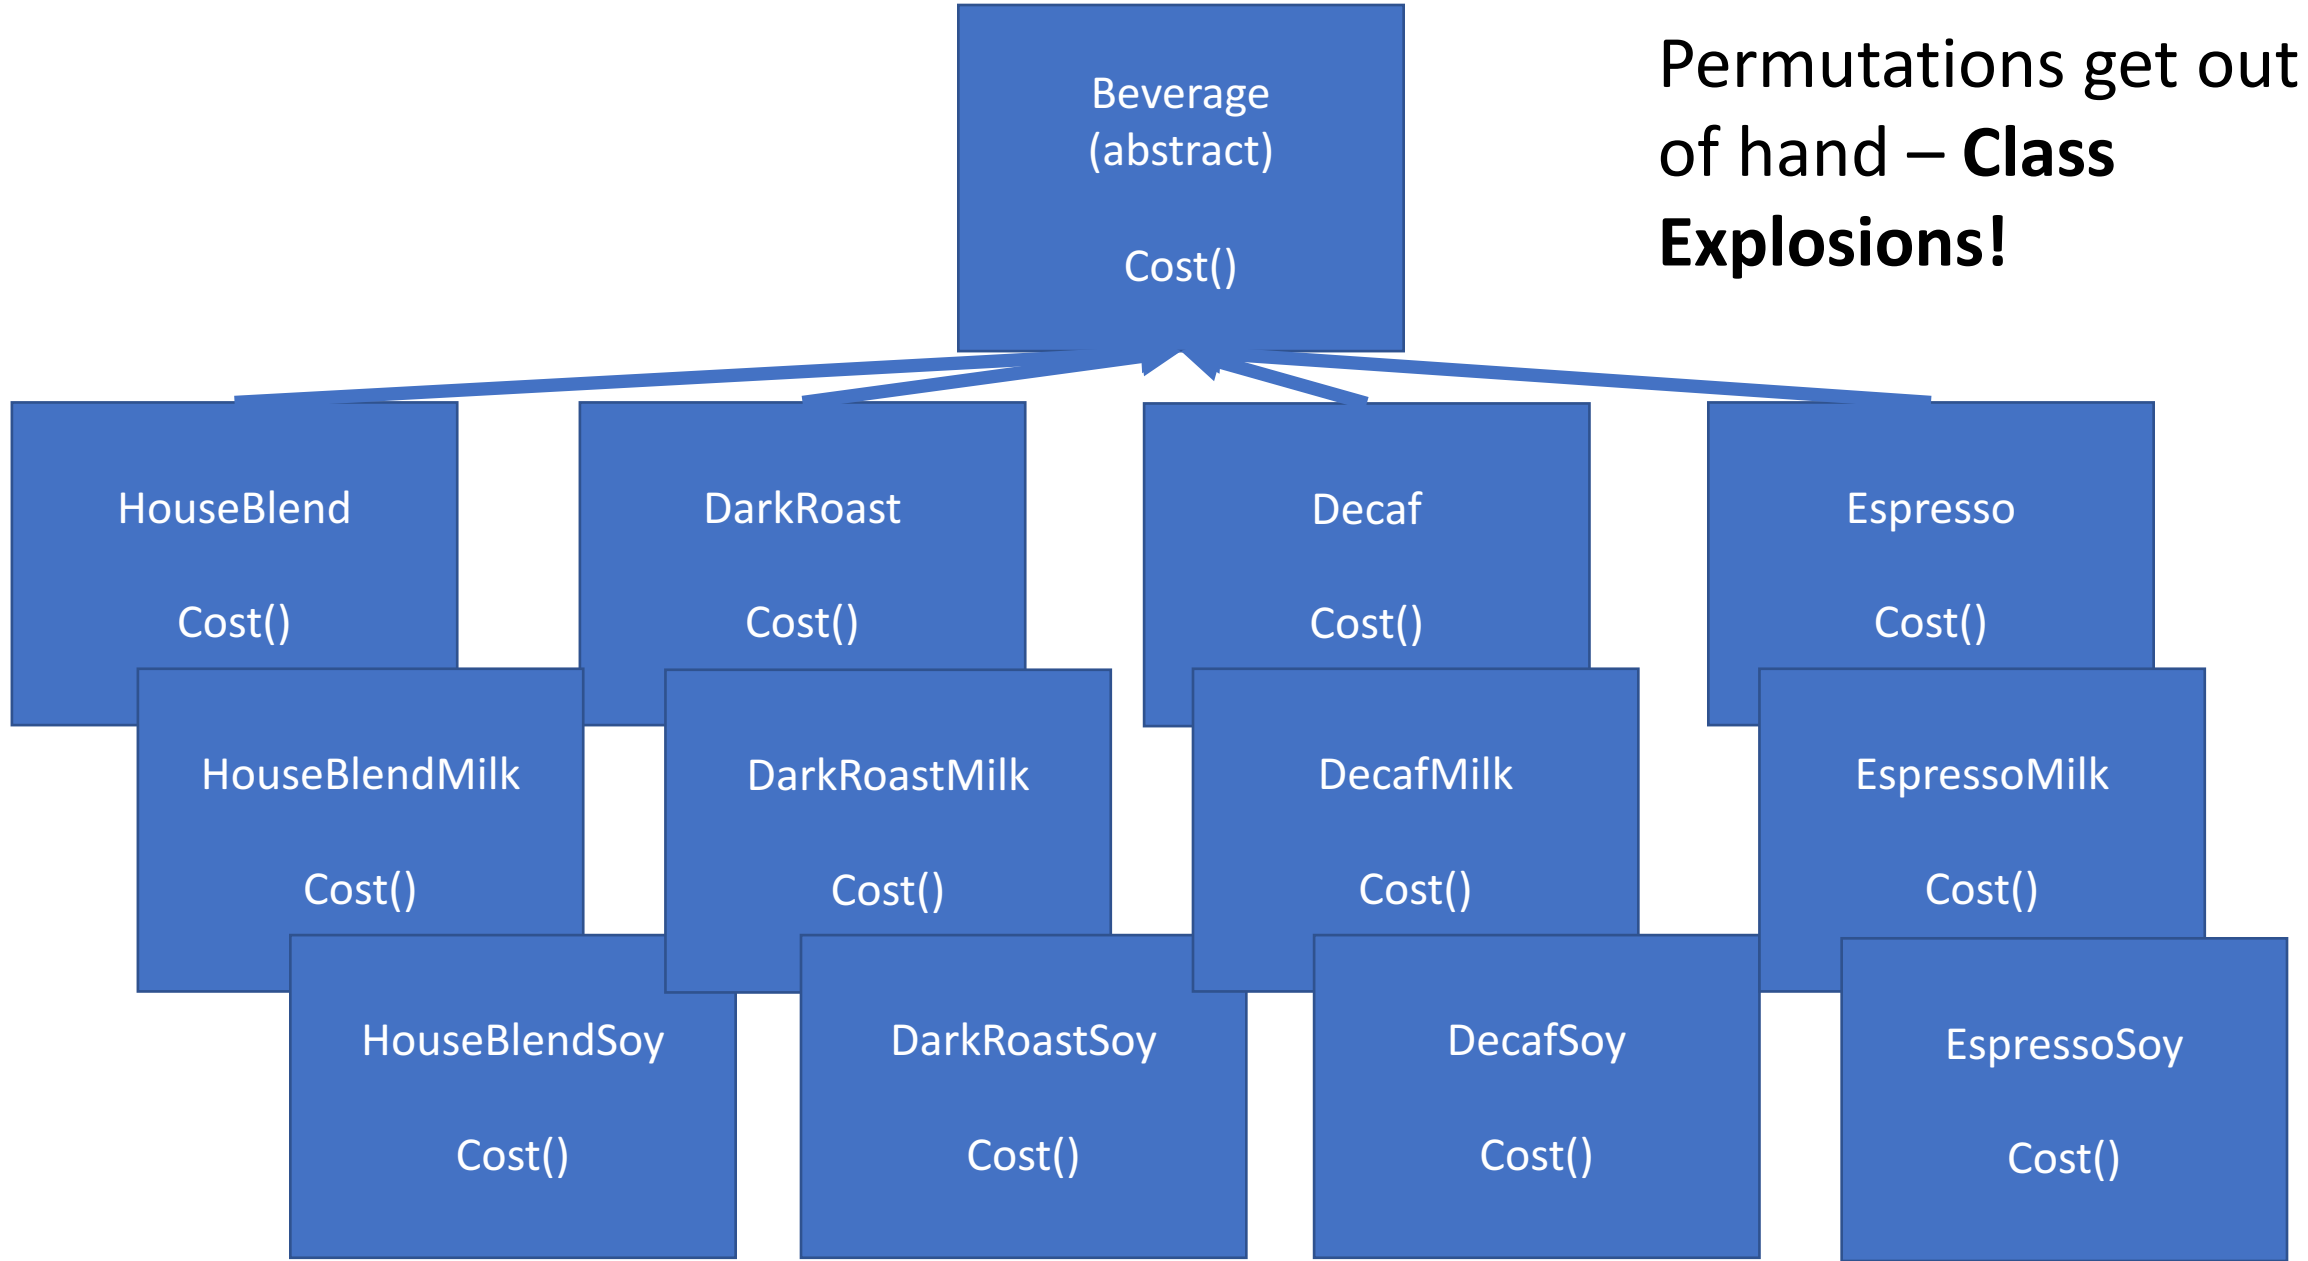 Beverage
(abstract)
Cost()
Permutations get out
of hand – Class
Explosions!
HouseBlend
Cost()
DarkRoast
Cost()
Decaf
Cost()
Espresso
Cost()
HouseBlendMilk
Cost()
DarkRoastMilk
Cost()
DecafMilk
Cost()
EspressoMilk
Cost()
HouseBlendSoy
Cost()
DarkRoastSoy
Cost()
DecafSoy
Cost()
EspressoSoy
Cost()